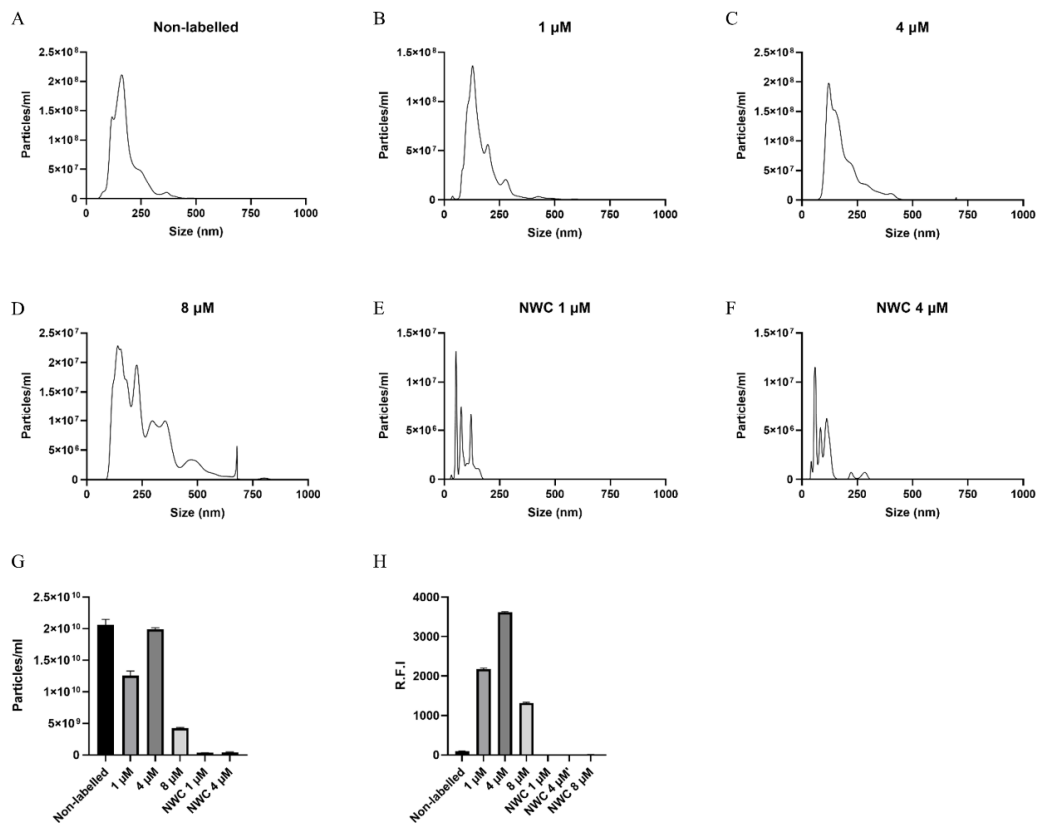 A
Non-labelled
2.5×10⁸
2×10⁸
1.5×10⁸
1×10⁸
5×10⁷
0
Particles/ml
0 250 500 750 1000
Size (nm)
B
1 µM
1.5×10⁸
1×10⁸
5×10⁷
0
Particles/ml
0 250 500 750 1000
Size (nm)
C
4 µM
2.5×10⁸
2×10⁸
1.5×10⁸
1×10⁸
5×10⁷
0
Particles/ml
0 250 500 750 1000
Size (nm)
D
8 µM
2.5×10⁷
2×10⁷
1.5×10⁷
1×10⁷
5×10⁶
0
Particles/ml
0 250 500 750 1000
Size (nm)
E
NWC 1 µM
1.5×10⁷
1×10⁷
5×10⁶
0
Particles/ml
0 250 500 750 1000
Size (nm)
F
NWC 4 µM
1.5×10⁷
1×10⁷
5×10⁶
0
Particles/ml
0 250 500 750 1000
Size (nm)
G
2.5×10¹⁰
2×10¹⁰
1.5×10¹⁰
1×10¹⁰
5×10⁹
0
Particles/ml
Non-labelled
1 µM
4 µM
8 µM
NWC 1 µM
NWC 4 µM
H
4000
3000
2000
1000
0
R.F.I
Non-labelled
1 µM
4 µM
8 µM
NWC 1 µM
NWC 4 µM'
NWC 8 µM